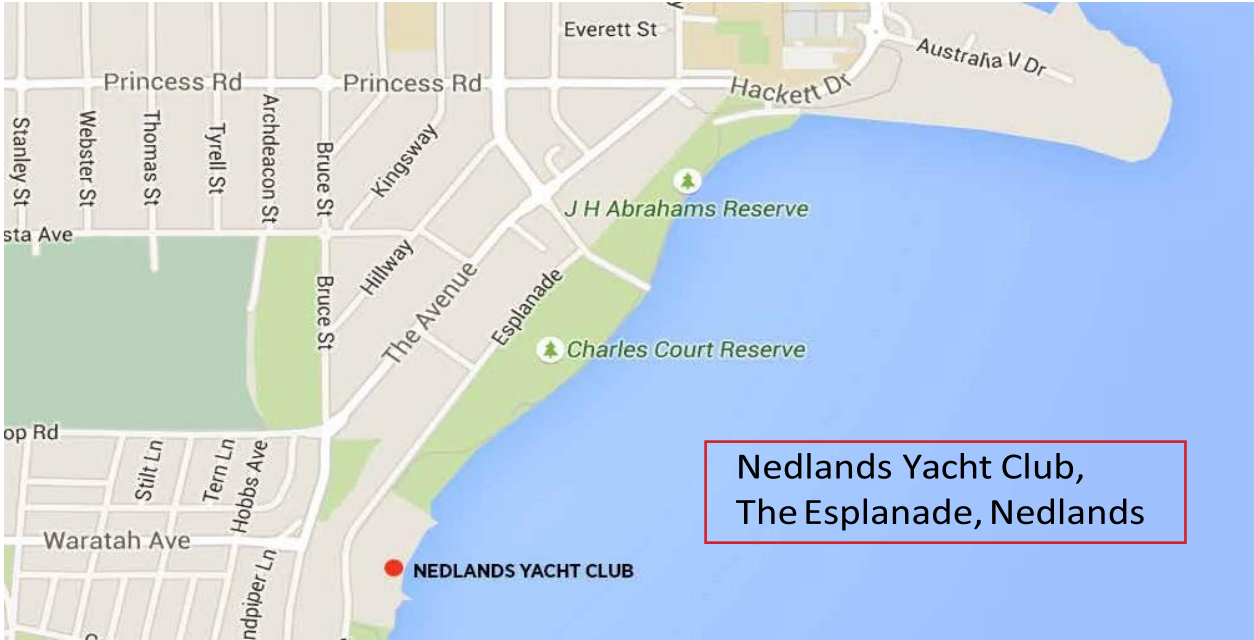 Everett St
Australia V Dr
Princess Rd
Princess Rd
Hackett Dr
Stanley St
Webster St
Thomas St
Tyrell St
Archdeacon St
Bruce St
Kingsway
J H Abrahams Reserve
sta Ave
Hillway
Bruce St
The Avenue
Esplanade
Charles Court Reserve
op Rd
Stilt Ln
Tern Ln
Hobbs Ave
Nedlands Yacht Club,
The Esplanade, Nedlands
Waratah Ave
NEDLANDS YACHT CLUB
ndpiper Ln